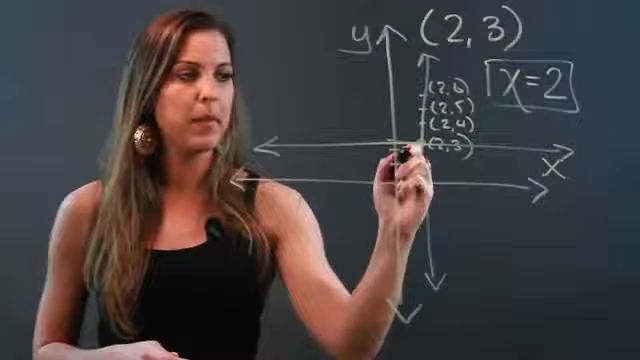 y
(2,3)
x=2
(2,6)
(2,5)
(2,4)
(2,3)
x